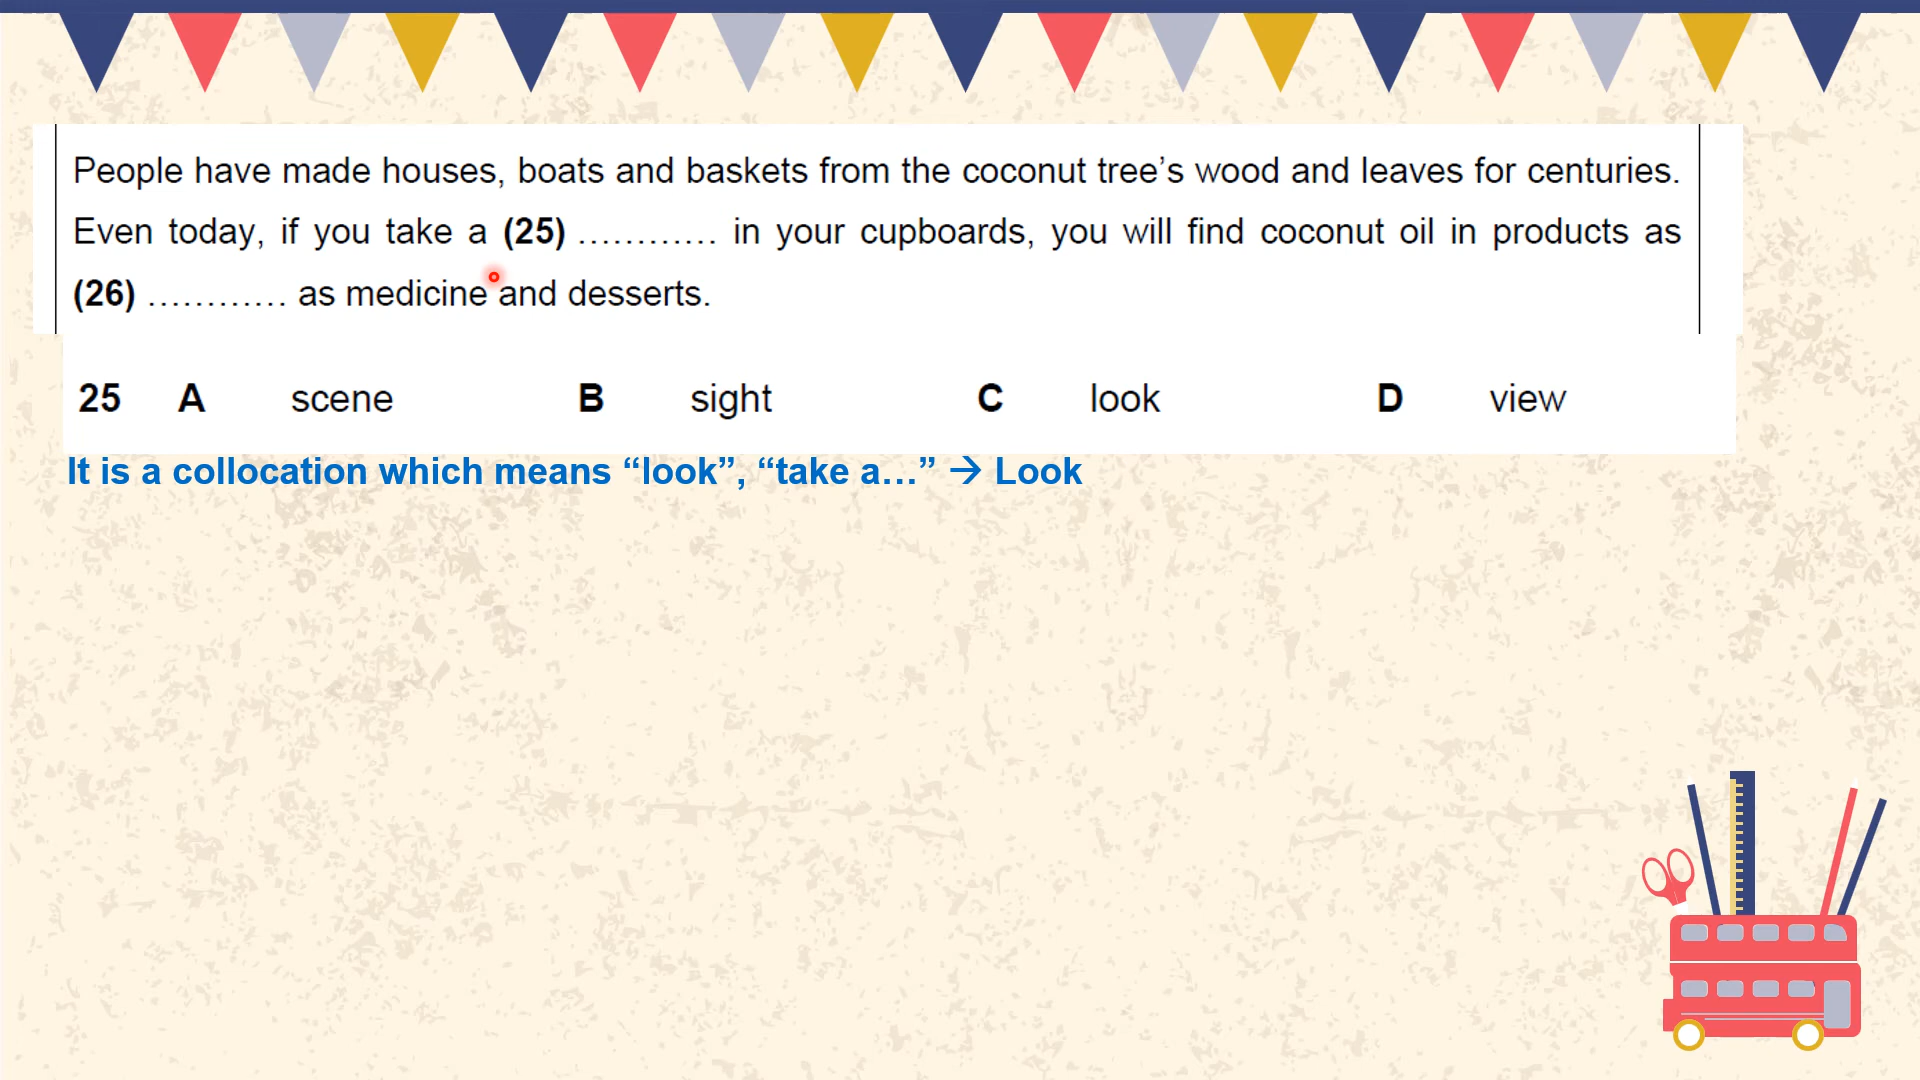 People have made houses, boats and baskets from the coconut tree’s wood and leaves for centuries.
Even today, if you take a (25) ………… in your cupboards, you will find coconut oil in products as
(26) ………… as medicine and desserts.
25 A scene B sight C look D view
It is a collocation which means “look”, “take a…” → Look